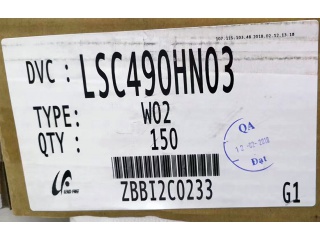 DVC : LSC490HN03
TYPE: W02
QTY : 150
QA
Đạt
ZBBI2C0233
G1